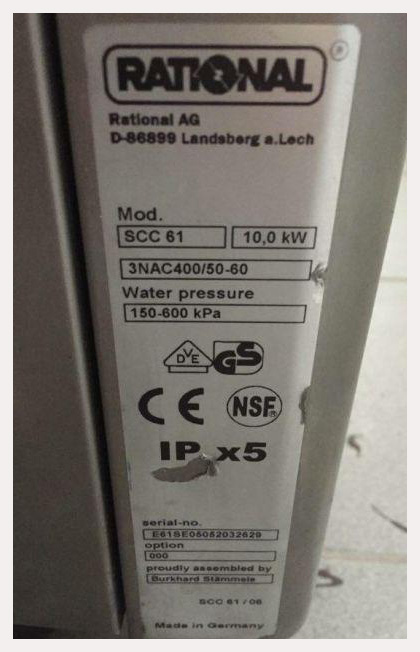 RATIONAL ®
Rational AG
D-86899 Landsberg a.Lech
Mod.
SCC 61 10,0 kW
3NAC400/50-60
Water pressure
150-600 kPa
DVE GS
CE NSF®
IP x5
serial-no.
E61SE05052032629
option
000
proudly assembled by
Burkhard Stämmele
SCC 61 / 06
Made in Germany